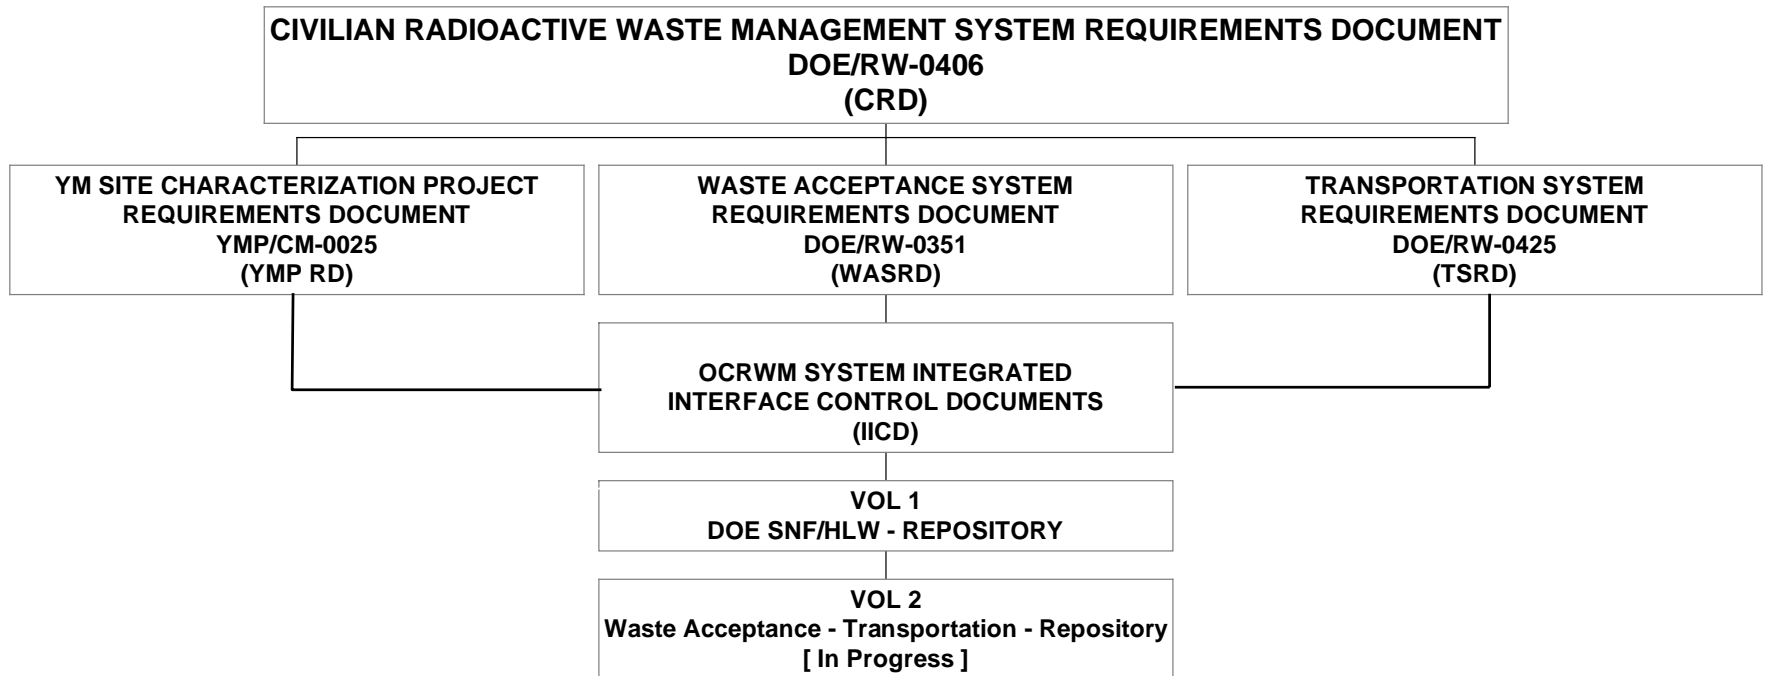 CIVILIAN RADIOACTIVE WASTE MANAGEMENT SYSTEM REQUIREMENTS DOCUMENT
DOE/RW-0406
(CRD)
YM SITE CHARACTERIZATION PROJECT
REQUIREMENTS DOCUMENT
YMP/CM-0025
(YMP RD)
WASTE ACCEPTANCE SYSTEM
REQUIREMENTS DOCUMENT
DOE/RW-0351
(WASRD)
TRANSPORTATION SYSTEM
REQUIREMENTS DOCUMENT
DOE/RW-0425
(TSRD)
OCRWM SYSTEM INTEGRATED
INTERFACE CONTROL DOCUMENTS
(IICD)
VOL 1
DOE SNF/HLW - REPOSITORY
VOL 2
Waste Acceptance - Transportation - Repository
[ In Progress ]